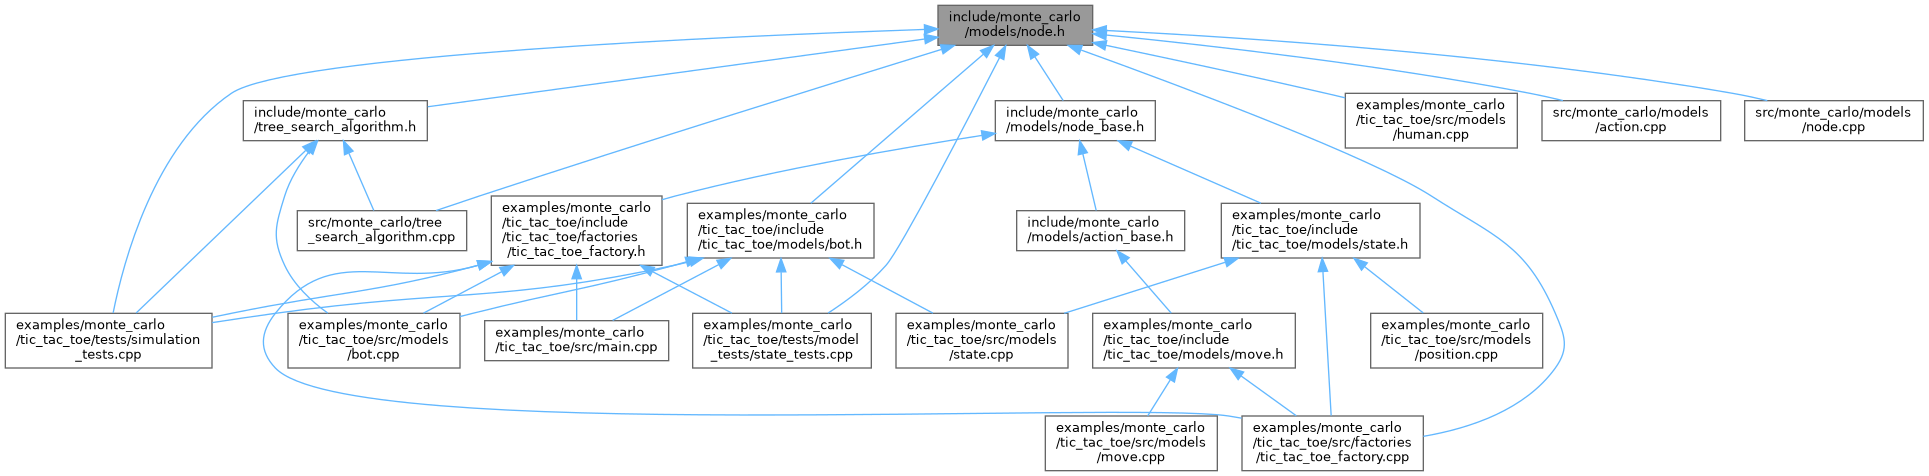 include/monte_carlo
/models/node.h
include/monte_carlo
/tree_search_algorithm.h
include/monte_carlo
/models/node_base.h
examples/monte_carlo
/tic_tac_toe/src/models
/human.cpp
src/monte_carlo/models
/action.cpp
src/monte_carlo/models
/node.cpp
src/monte_carlo/tree
_search_algorithm.cpp
examples/monte_carlo
/tic_tac_toe/include
/tic_tac_toe/factories
/tic_tac_toe_factory.h
examples/monte_carlo
/tic_tac_toe/include
/tic_tac_toe/models/bot.h
include/monte_carlo
/models/action_base.h
examples/monte_carlo
/tic_tac_toe/include
/tic_tac_toe/models/state.h
examples/monte_carlo
/tic_tac_toe/tests/simulation
_tests.cpp
examples/monte_carlo
/tic_tac_toe/src/models
/bot.cpp
examples/monte_carlo
/tic_tac_toe/src/main.cpp
examples/monte_carlo
/tic_tac_toe/tests/model
_tests/state_tests.cpp
examples/monte_carlo
/tic_tac_toe/src/models
/state.cpp
examples/monte_carlo
/tic_tac_toe/include
/tic_tac_toe/models/move.h
examples/monte_carlo
/tic_tac_toe/src/models
/position.cpp
examples/monte_carlo
/tic_tac_toe/src/models
/move.cpp
examples/monte_carlo
/tic_tac_toe/src/factories
/tic_tac_toe_factory.cpp